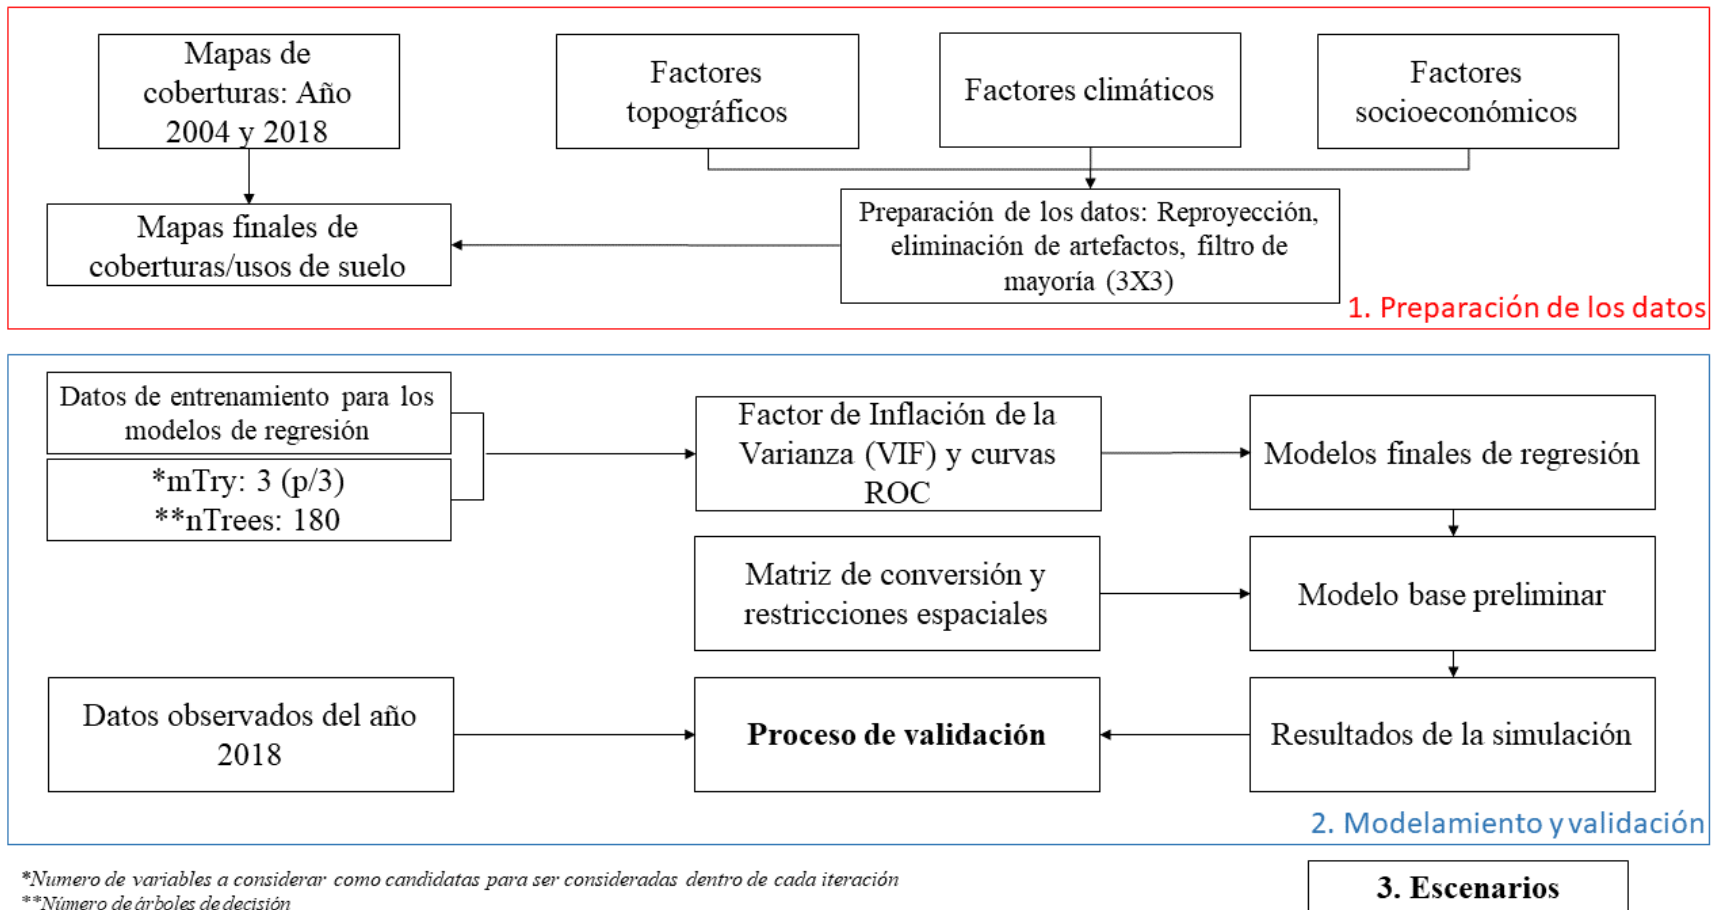 Mapas de
coberturas: Año
2004 y 2018
Factores
topográficos
Factores climáticos
Factores
socioeconómicos
Mapas finales de
coberturas/usos de suelo
Preparación de los datos: Reproyección,
eliminación de artefactos, filtro de
mayoría (3X3)
1. Preparación de los datos
Datos de entrenamiento para los
modelos de regresión
*mTry: 3 (p/3)
**nTrees: 180
Factor de Inflación de la
Varianza (VIF) y curvas
ROC
Modelos finales de regresión
Matriz de conversión y
restricciones espaciales
Modelo base preliminar
Datos observados del año
2018
Proceso de validación
Resultados de la simulación
2. Modelamiento y validación
*Numero de variables a considerar como candidatas para ser consideradas dentro de cada iteración
**Número de árboles de decisión
3. Escenarios